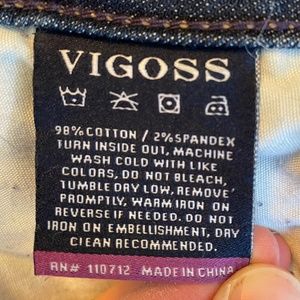 VIGOSS
98% COTTON / 2% SPANDEX
TURN INSIDE OUT, MACHINE
WASH COLD WITH LIKE
COLORS, DO NOT BLEACH,
TUMBLE DRY LOW, REMOVE
PROMPTLY, WARM IRON ON
REVERSE IF NEEDED. DO NOT
IRON ON EMBELLISHMENT, DRY
CLEAN RECOMMENDED.
RN# 110712 MADE IN CHINA